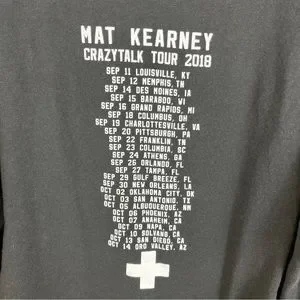 MAT KEARNEY
CRAZYTALK TOUR 2018
SEP 11 LOUISVILLE, KY
SEP 12 MEMPHIS, TN
SEP 14 DES MOINES, IA
SEP 15 BARABOO, WI
SEP 16 GRAND RAPIDS, MI
SEP 18 COLUMBUS, OH
SEP 19 CHARLOTTESVILLE, VA
SEP 20 PITTSBURGH, PA
SEP 22 FRANKLIN, TN
SEP 23 COLUMBIA, SC
SEP 24 ATHENS, GA
SEP 26 ORLANDO, FL
SEP 27 TAMPA, FL
SEP 29 GULF BREEZE, FL
SEP 30 NEW ORLEANS, LA
OCT 02 OKLAHOMA CITY, OK
OCT 03 TULSA, OK
OCT 05 ALBUQUERQUE, NM
OCT 06 PHOENIX, AZ
OCT 07 ANAHEIM, CA
OCT 09 NAPA, CA
OCT 10 SOLVANG, CA
OCT 13 SAN DIEGO, CA
OCT 14 ORO VALLEY, AZ